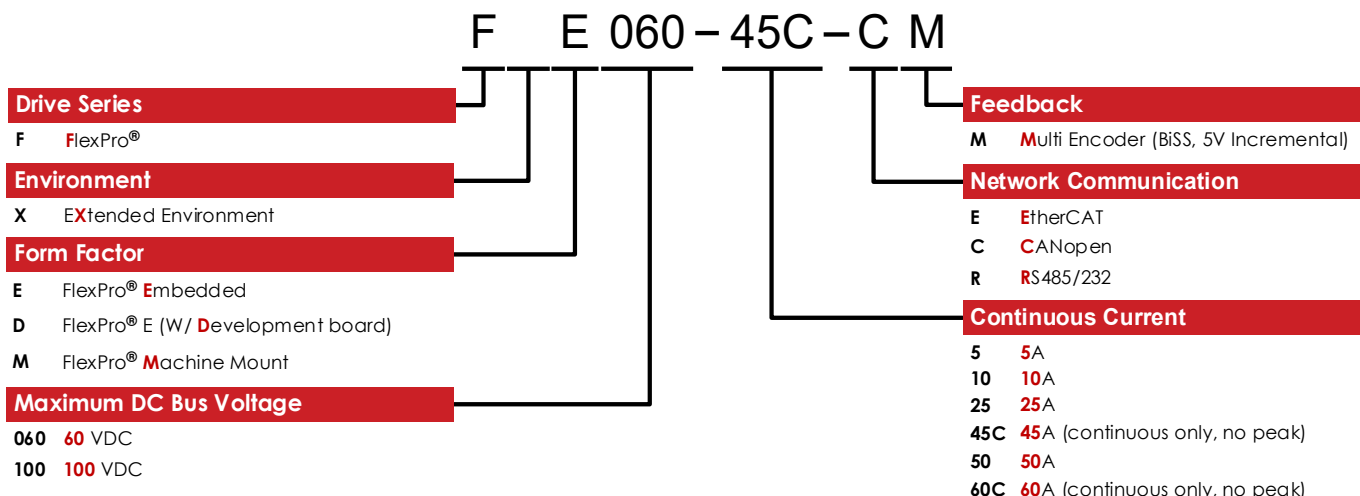 F E 060 – 45C – C M
Drive Series
F FlexPro®
Environment
X EXtended Environment
Form Factor
E FlexPro® Embedded
D FlexPro® E (W/ Development board)
M FlexPro® Machine Mount
Maximum DC Bus Voltage
060 60 VDC
100 100 VDC
Feedback
M Multi Encoder (BiSS, 5V Incremental)
Network Communication
E EtherCAT
C CANopen
R RS485/232
Continuous Current
5 5A
10 10A
25 25A
45C 45A (continuous only, no peak)
50 50A
60C 60A (continuous only, no peak)